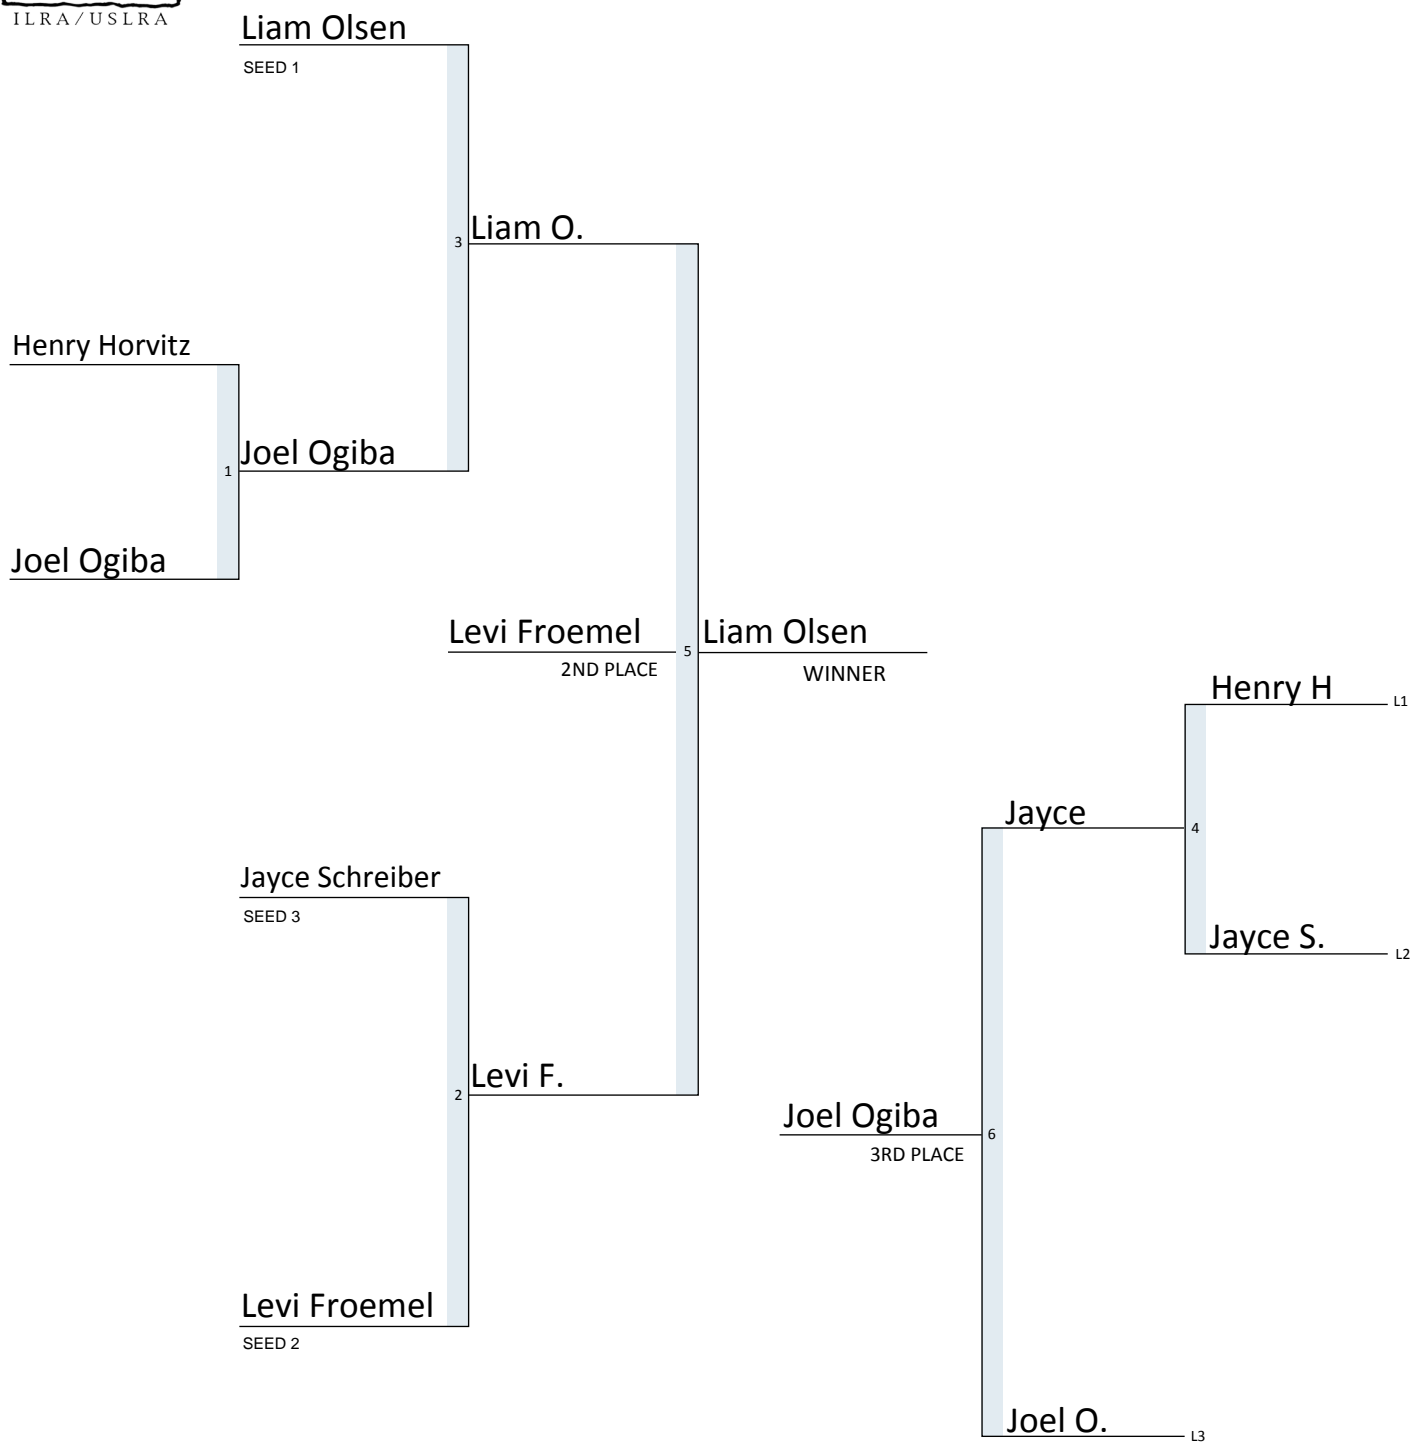 ILRA/USLRA
Liam Olsen
SEED 1
3
Liam O.
Henry Horvitz
1
Joel Ogiba
Joel Ogiba
Levi Froemel
2ND PLACE
5
Liam Olsen
WINNER
Jayce Schreiber
SEED 3
2
Levi F.
Levi Froemel
SEED 2
Henry H
L1
Jayce
4
Jayce S.
L2
Joel Ogiba
3RD PLACE
6
Joel O.
L3